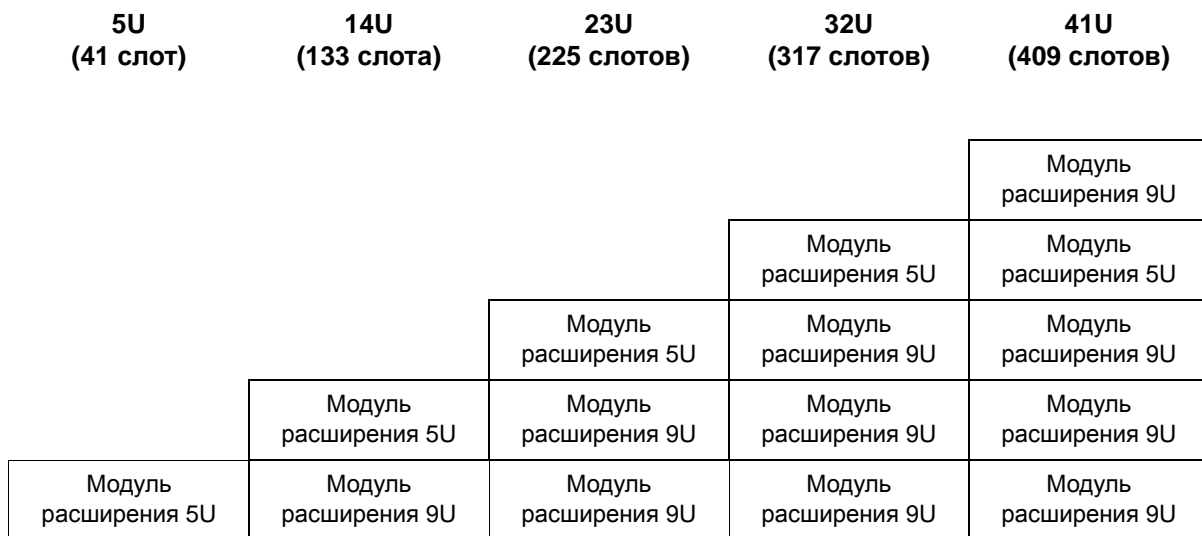 5U
(41 слот)
14U
(133 слота)
23U
(225 слотов)
32U
(317 слотов)
41U
(409 слотов)
Модуль
расширения 9U
Модуль
расширения 5U
Модуль
расширения 5U
Модуль
расширения 5U
Модуль
расширения 9U
Модуль
расширения 9U
Модуль
расширения 5U
Модуль
расширения 9U
Модуль
расширения 9U
Модуль
расширения 9U
Модуль
расширения 5U
Модуль
расширения 9U
Модуль
расширения 9U
Модуль
расширения 9U
Модуль
расширения 9U